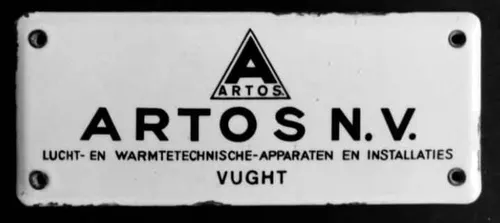 A
ARTOS.
ARTOS N.V.
LUCHT- EN WARMTETECHNISCHE-APPARATEN EN INSTALLATIES
VUGHT